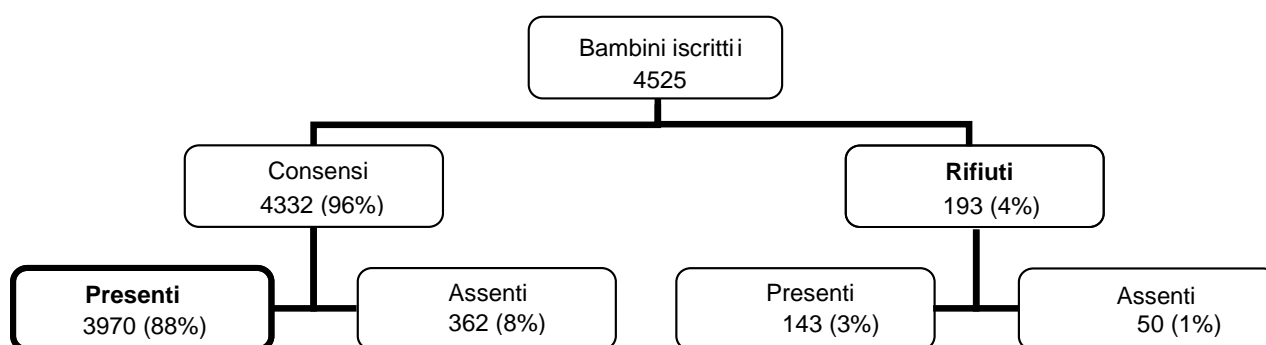 Bambini iscrittii
4525
Consensi
4332 (96%)
Rifiuti
193 (4%)
Presenti
3970 (88%)
Assenti
362 (8%)
Presenti
143 (3%)
Assenti
50 (1%)